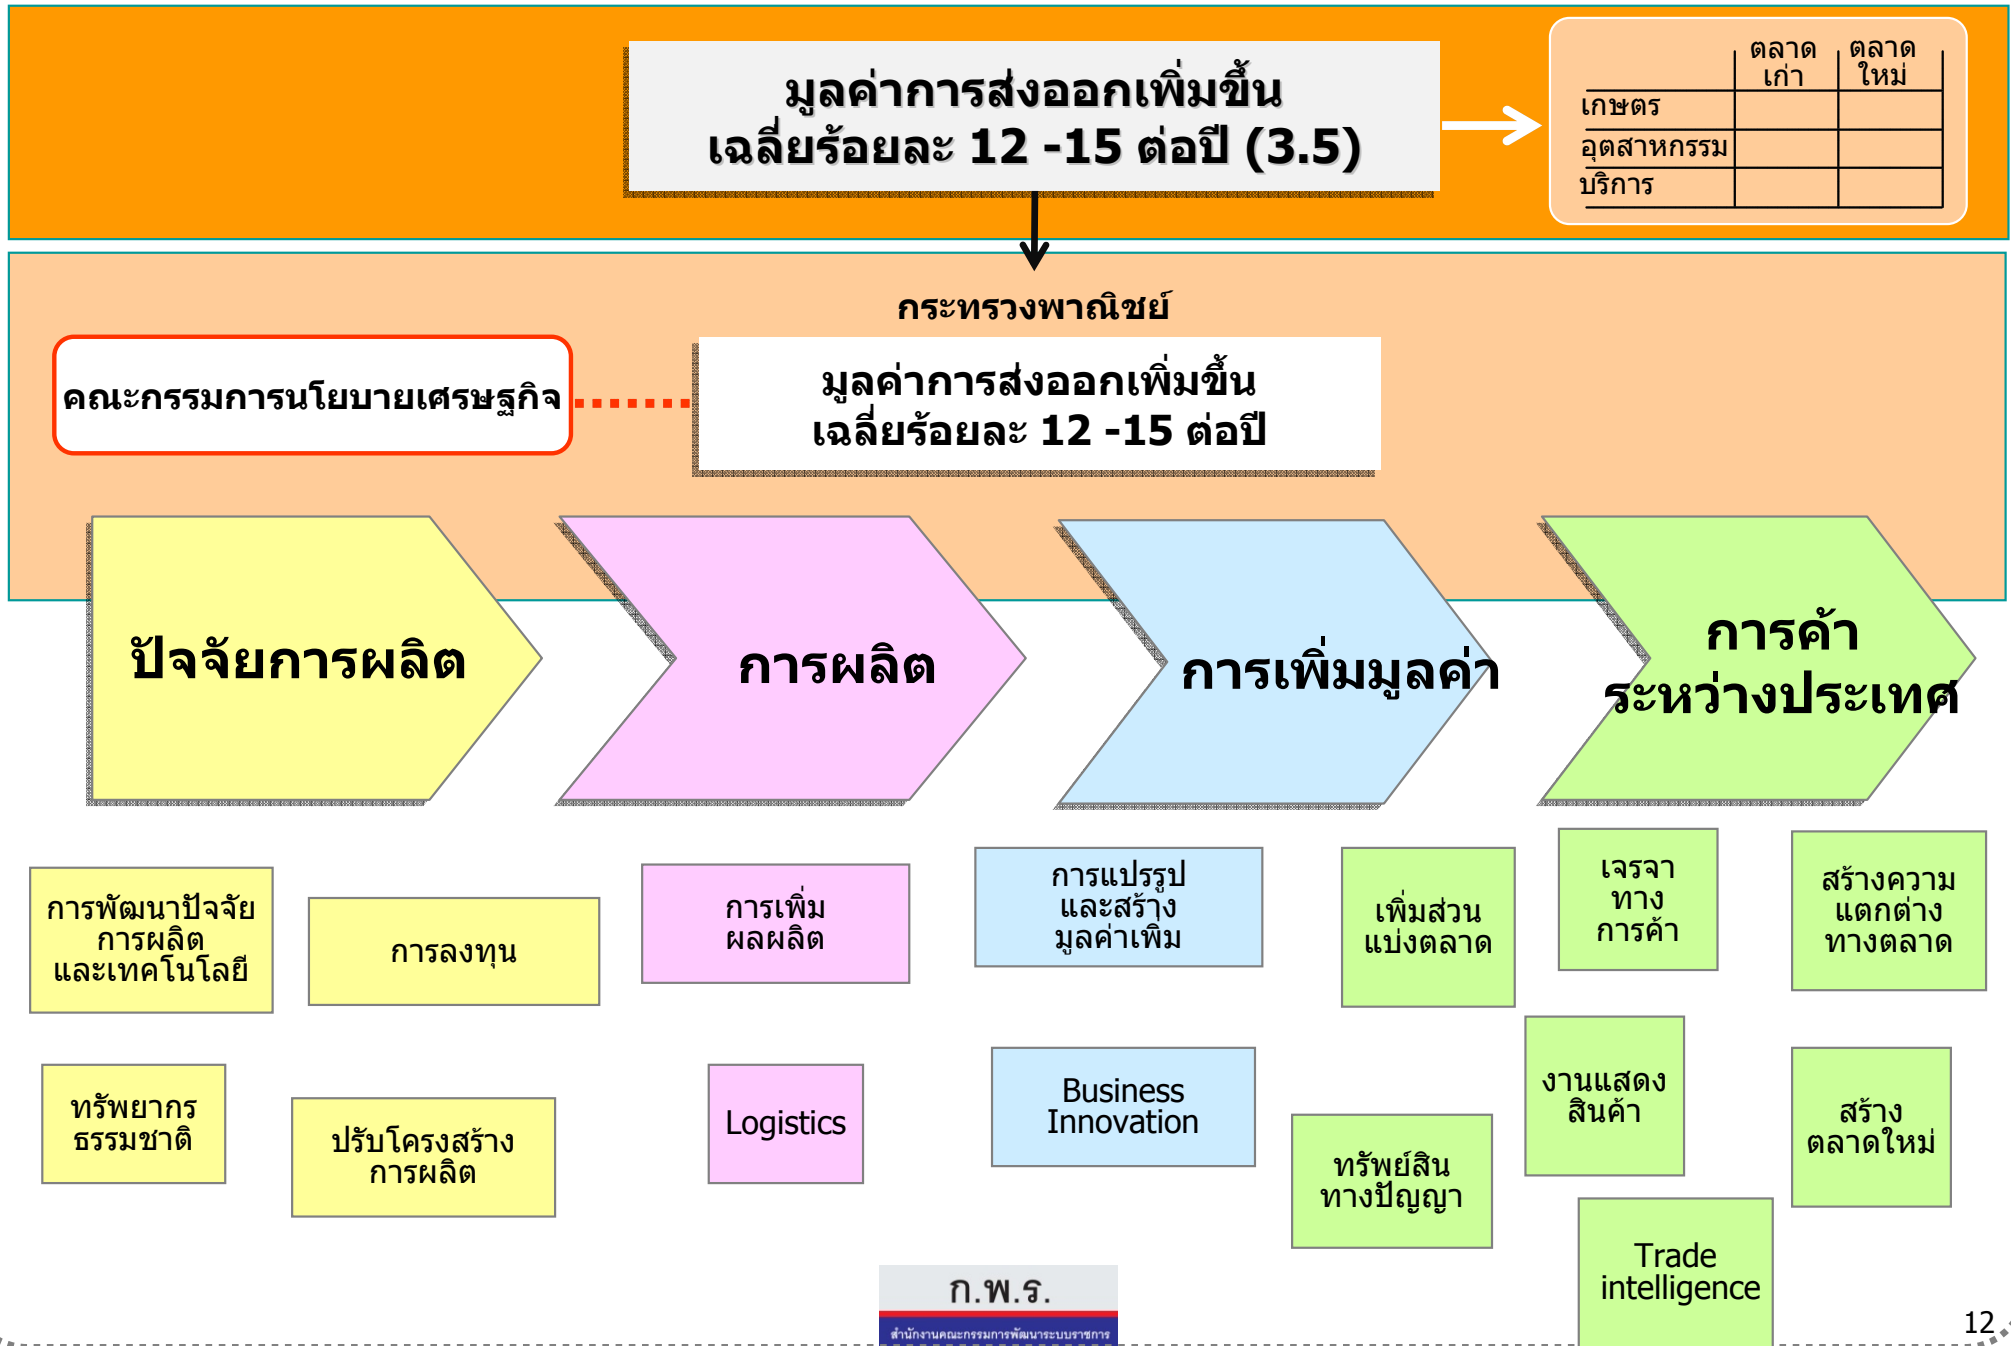 มูลค่าการส่งออกเพิ่มขึ้น
เฉลี่ยร้อยละ 12 -15 ต่อปี (3.5)
ตลาด ตลาด
เก่า ใหม่
เกษตร
อุตสาหกรรม
บริการ
กระทรวงพาณิชย์
คณะกรรมการนโยบายเศรษฐกิจ
มูลค่าการส่งออกเพิ่มขึ้น
เฉลี่ยร้อยละ 12 -15 ต่อปี
ปัจจัยการผลิต
การผลิต
การเพิ่มมูลค่า
การค้า
ระหว่างประเทศ
การพัฒนาปัจจัย
การผลิต
และเทคโนโลยี
การลงทุน
การเพิ่ม
ผลผลิต
การแปรรูป
และสร้าง
มูลค่าเพิ่ม
เพิ่มส่วน
แบ่งตลาด
เจรจา
ทาง
การค้า
สร้างความ
แตกต่าง
ทางตลาด
ทรัพยากร
ธรรมชาติ
ปรับโครงสร้าง
การผลิต
Logistics
Business
Innovation
ทรัพย์สิน
ทางปัญญา
งานแสดง
สินค้า
สร้าง
ตลาดใหม่
Trade
intelligence
ก.พ.ร.
สำนักงานคณะกรรมการพัฒนาระบบราชการ
12